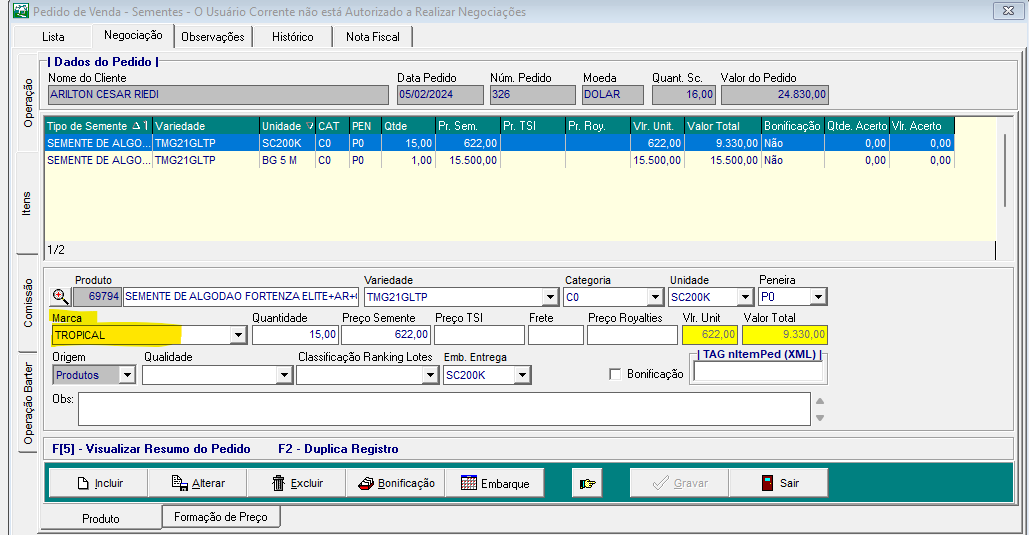 Pedido de Venda - Sementes - O Usuário Corrente não está Autorizado a Realizar Negociações
Lista Negociação Observações Histórico Nota Fiscal
| Dados do Pedido |
Nome do Cliente Data Pedido Núm. Pedido Moeda Quant. Sc. Valor do Pedido
ARILTON CESAR RIEDI 05/02/2024 326 DOLAR 16,00 24.830,00
Operação
Itens
Comissão
Operação Barter
Tipo de Semente 1 Variedade Unidade CAT PEN Qtde Pr. Sem. Pr. TSI Pr. Roy. Vlr. Unit. Valor Total Bonificação Qtde. Acerto Vlr. Acerto
SEMENTE DE ALGO... TMG21GLTP SC200K C0 P0 15,00 622,00 622,00 9.330,00 Não 0,00 0,00
SEMENTE DE ALGO... TMG21GLTP BG 5 M C0 P0 1,00 15.500,00 15.500,00 15.500,00 Não 0,00 0,00
1/2
Produto Variedade Categoria Unidade Peneira
69794 SEMENTE DE ALGODAO FORTENZA ELITE+AR+ TMG21GLTP C0 SC200K P0
Marca Quantidade Preço Semente Preço TSI Frete Preço Royalties Vlr. Unit Valor Total
TROPICAL 15,00 622,00 622,00 9.330,00
Origem Qualidade Classificação Ranking Lotes Emb. Entrega | TAG nItemPed (XML) |
Produtos SC200K Bonificação
Obs:
F[5] - Visualizar Resumo do Pedido F2 - Duplica Registro
Incluir Alterar Excluir Bonificação Embarque Gravar Sair
Produto Formação de Preço